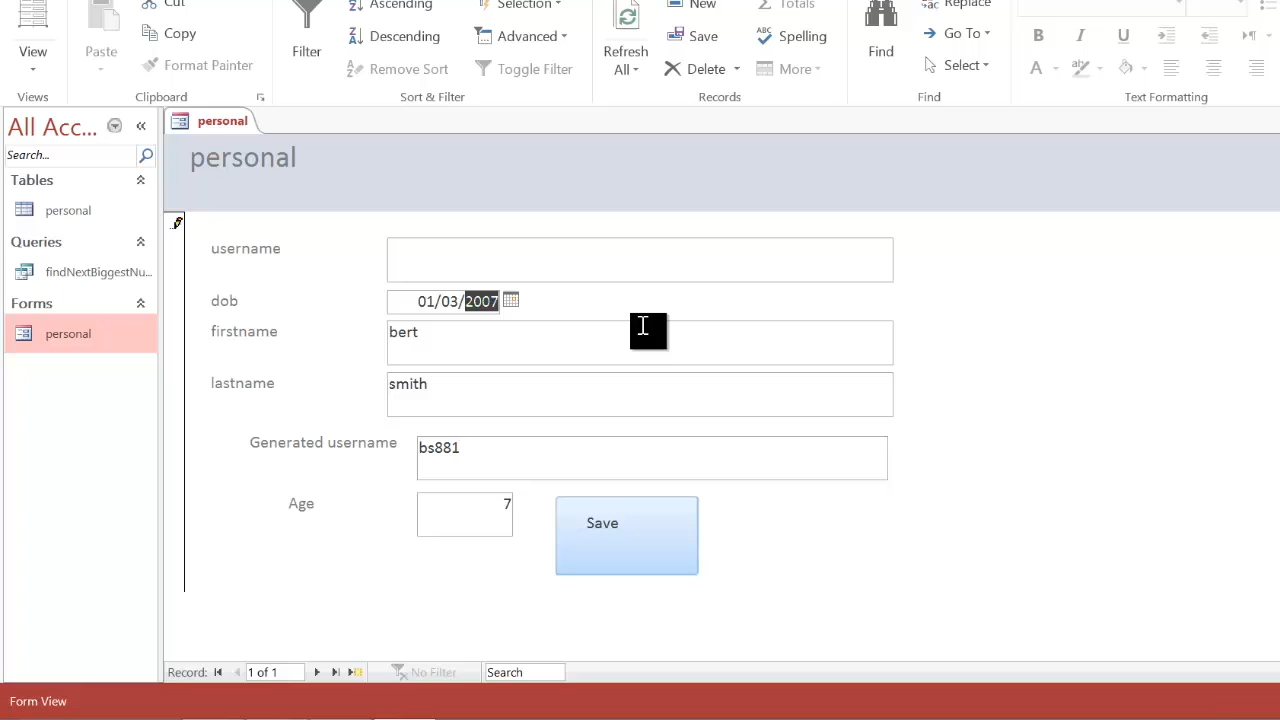 Cut
Ascending
Selection
New
Totals
Replace
View
Paste
Copy
Filter
Descending
Advanced
Refresh
All
Save
ABC
Spelling
Find
Go To
B I U
Format Painter
Remove Sort
Toggle Filter
Delete
More
Select
A
Views
Clipboard
Sort & Filter
Records
Find
Text Formatting
All Acc...
personal
Search...
personal
Tables
personal
Queries
findNextBiggestNu...
Forms
personal
username
dob 01/03/2007
firstname bert
lastname smith
Generated username bs881
Age 7
Save
Record: 1 of 1 No Filter Search
Form View